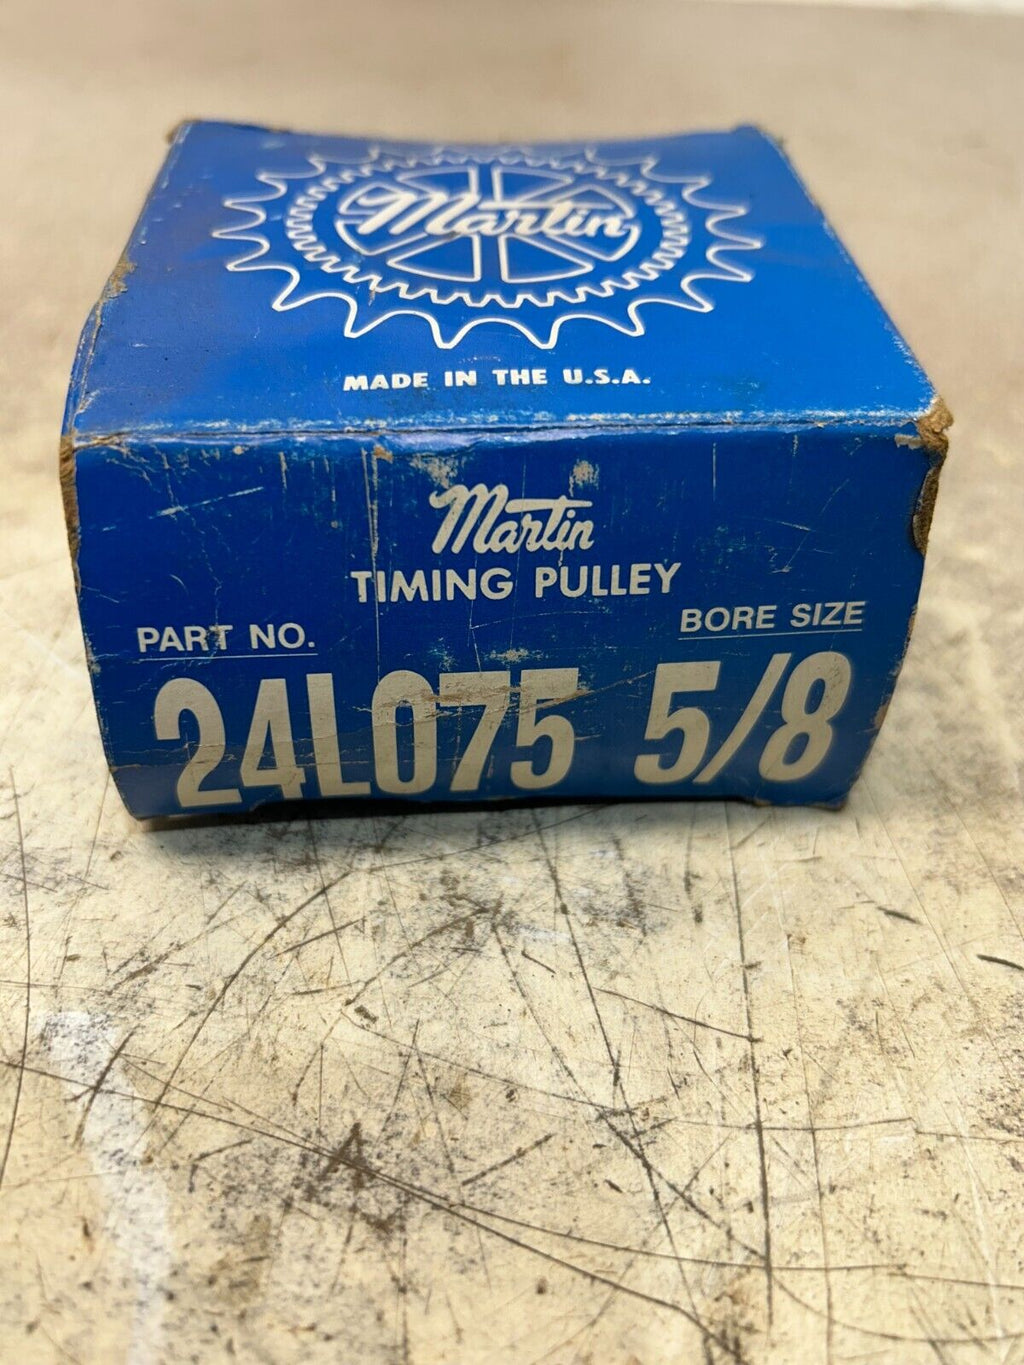 Martin
MADE IN THE U.S.A.
Martin
TIMING PULLEY
PART NO.
BORE SIZE
24L075 5/8